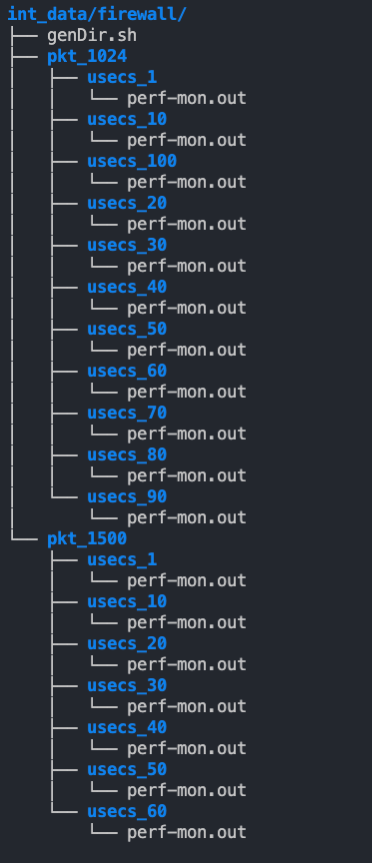 int_data/firewall/
├── genDir.sh
├── pkt_1024
│   ├── usecs_1
│   │   └── perf-mon.out
│   ├── usecs_10
│   │   └── perf-mon.out
│   ├── usecs_100
│   │   └── perf-mon.out
│   ├── usecs_20
│   │   └── perf-mon.out
│   ├── usecs_30
│   │   └── perf-mon.out
│   ├── usecs_40
│   │   └── perf-mon.out
│   ├── usecs_50
│   │   └── perf-mon.out
│   ├── usecs_60
│   │   └── perf-mon.out
│   ├── usecs_70
│   │   └── perf-mon.out
│   ├── usecs_80
│   │   └── perf-mon.out
│   └── usecs_90
│       └── perf-mon.out
└── pkt_1500
    ├── usecs_1
    │   └── perf-mon.out
    ├── usecs_10
    │   └── perf-mon.out
    ├── usecs_20
    │   └── perf-mon.out
    ├── usecs_30
    │   └── perf-mon.out
    ├── usecs_40
    │   └── perf-mon.out
    ├── usecs_50
    │   └── perf-mon.out
    └── usecs_60
        └── perf-mon.out